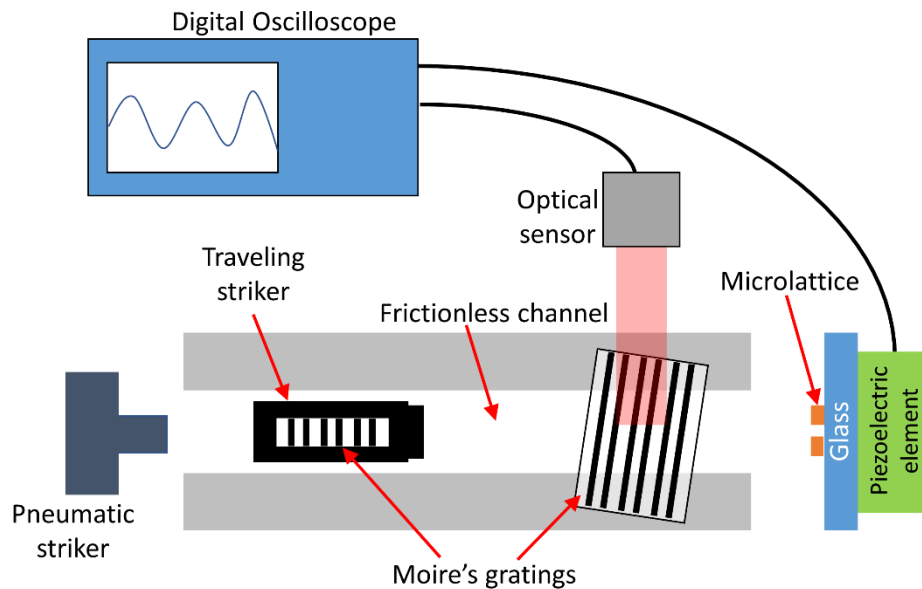 Digital Oscilloscope
Optical
sensor
Traveling
striker
Frictionless channel
Microlattice
Glass
Piezoelectric
element
Pneumatic
striker
Moire's gratings